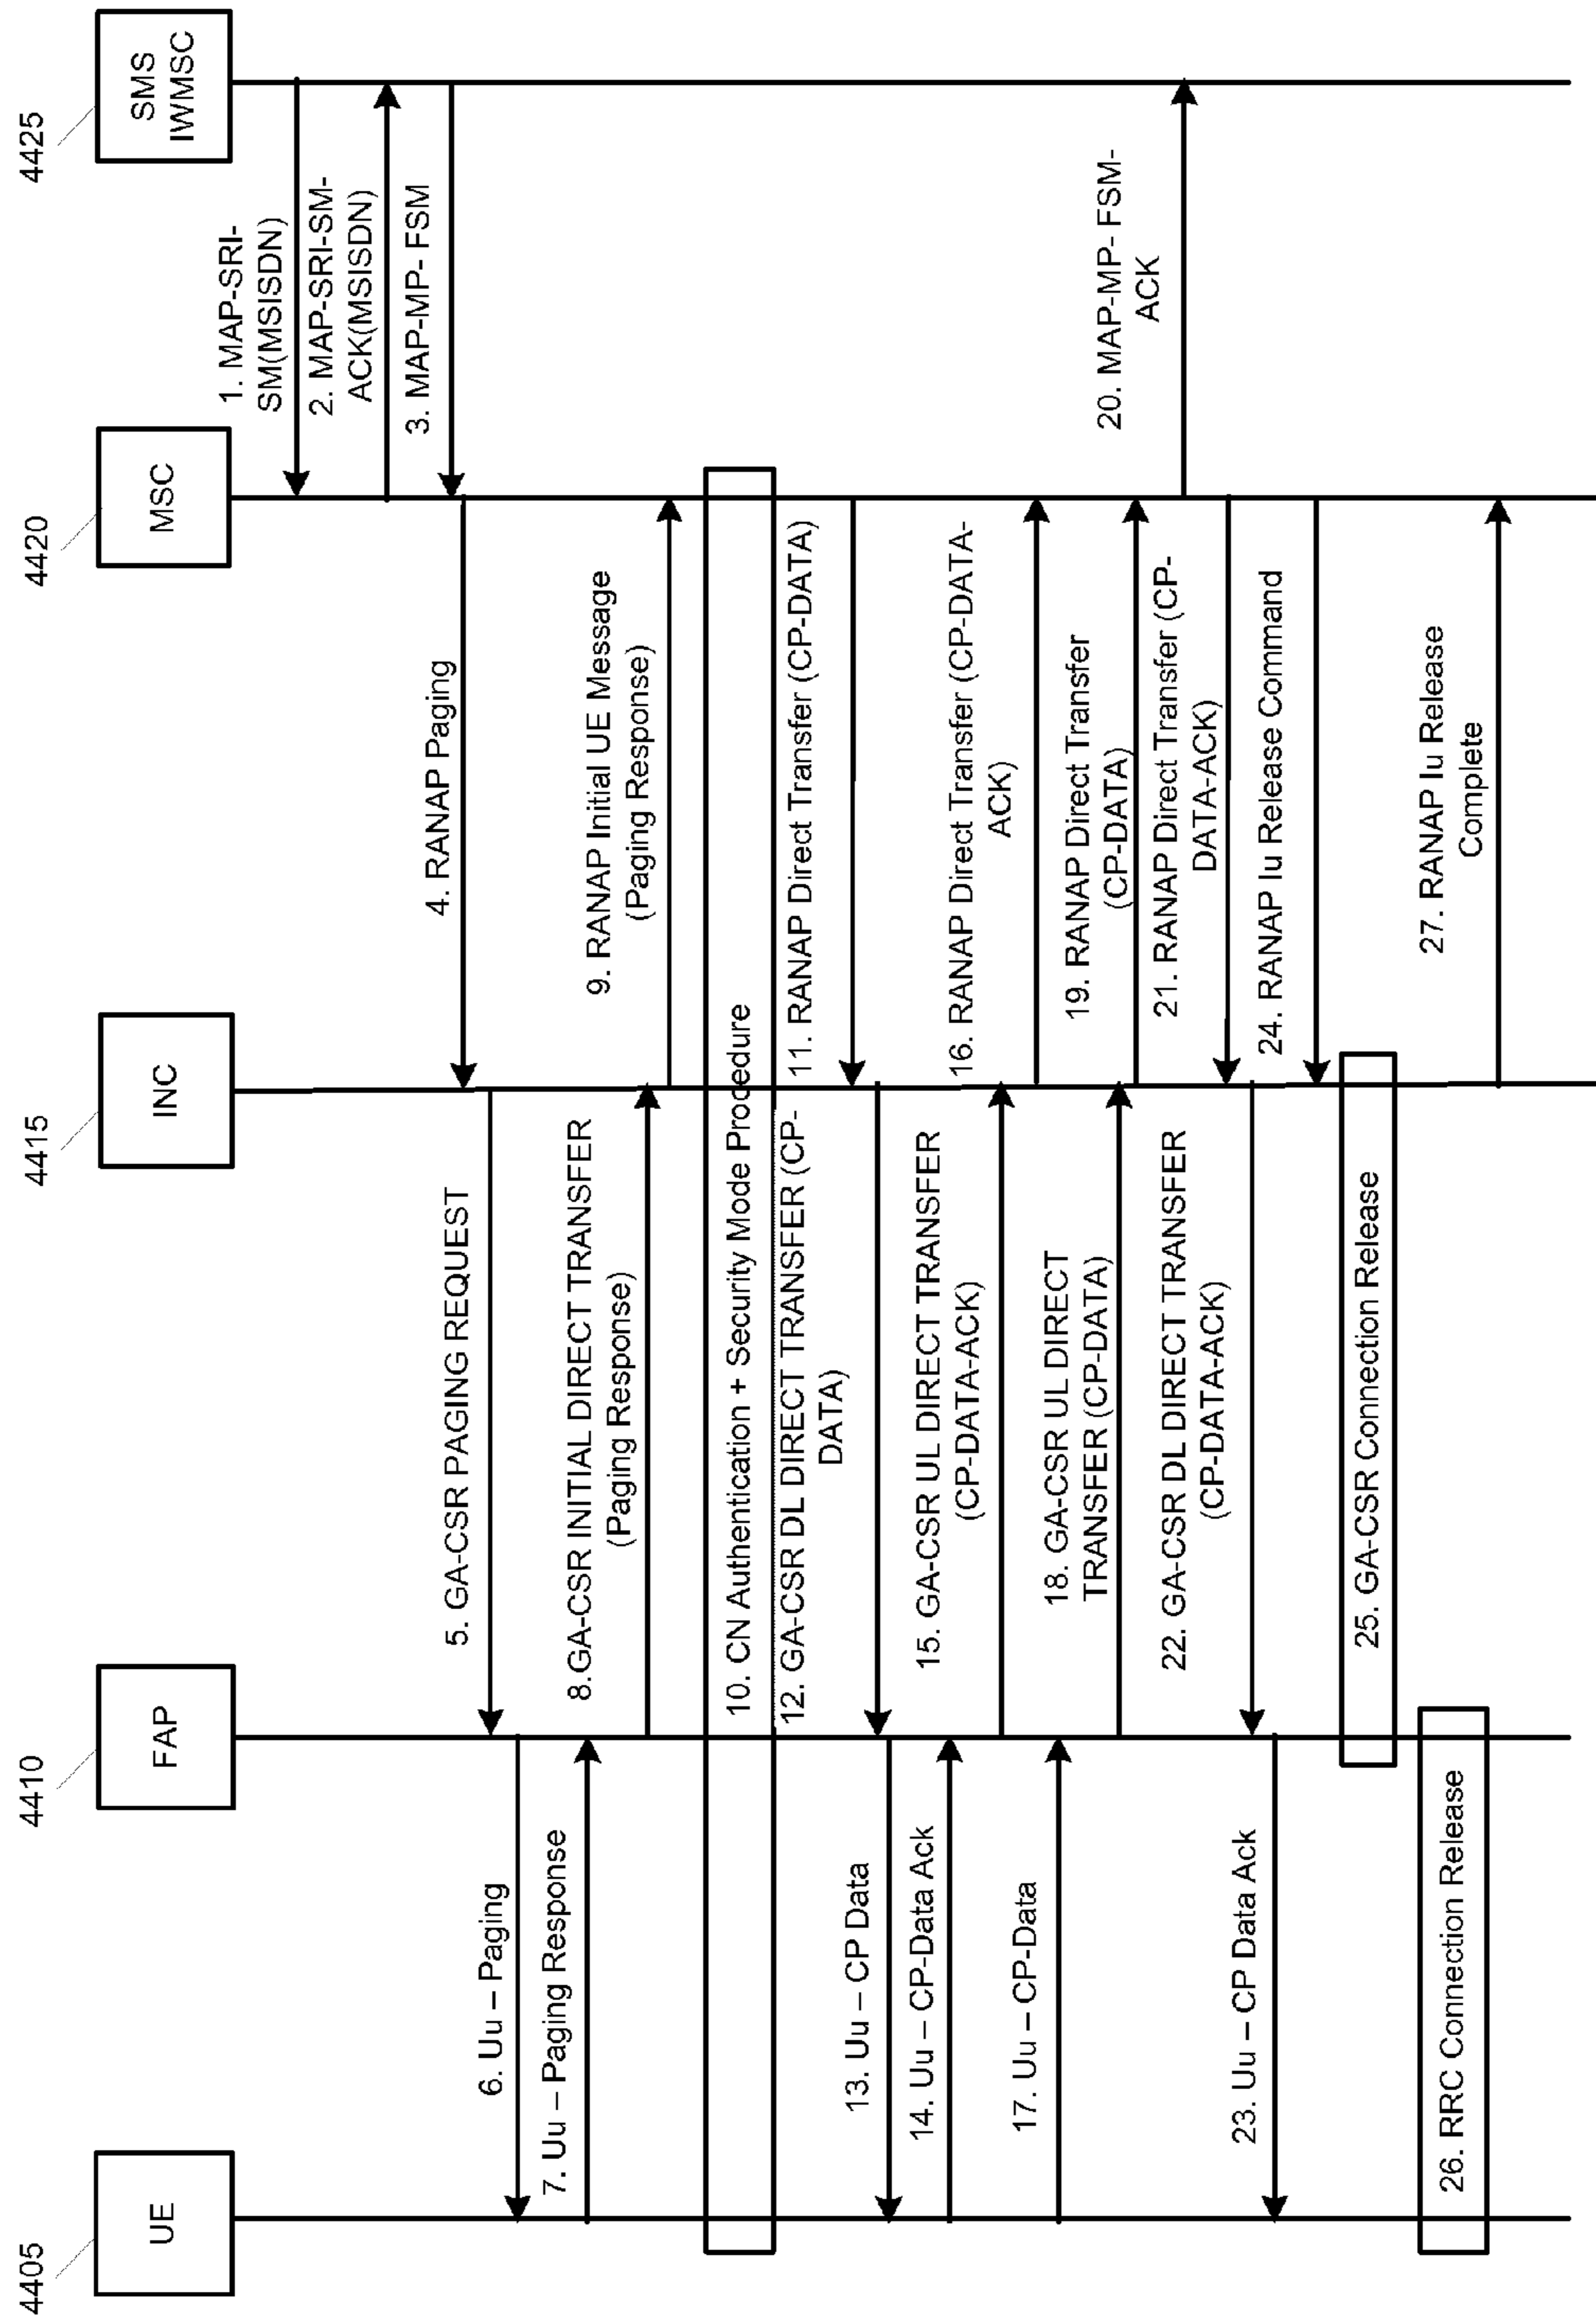 4405
4410
4415
4420
4425
UE
FAP
INC
MSC
SMS
IWMSC
1. MAP-SRI-
SM(MSISDN)
2. MAP-SRI-SM-
ACK(MSISDN)
3. MAP-MP- FSM
4. RANAP Paging
5. GA-CSR PAGING REQUEST
6. Uu – Paging
7. Uu – Paging Response
8.GA-CSR INITIAL DIRECT TRANSFER
(Paging Response)
9. RANAP Initial UE Message
(Paging Response)
10. CN Authentication + Security Mode Procedure
11. RANAP Direct Transfer (CP-DATA)
12. GA-CSR DL DIRECT TRANSFER (CP-
DATA)
13. Uu – CP Data
14. Uu – CP-Data Ack
15. GA-CSR UL DIRECT TRANSFER
(CP-DATA-ACK)
16. RANAP Direct Transfer (CP-DATA-
ACK)
17. Uu – CP-Data
18. GA-CSR UL DIRECT
TRANSFER (CP-DATA)
19. RANAP Direct Transfer
(CP-DATA)
20. MAP-MP- FSM-
ACK
21. RANAP Direct Transfer (CP-
DATA-ACK)
22. GA-CSR DL DIRECT TRANSFER
(CP-DATA-ACK)
23. Uu – CP Data Ack
24. RANAP Iu Release Command
25. GA-CSR Connection Release
26. RRC Connection Release
27. RANAP Iu Release
Complete